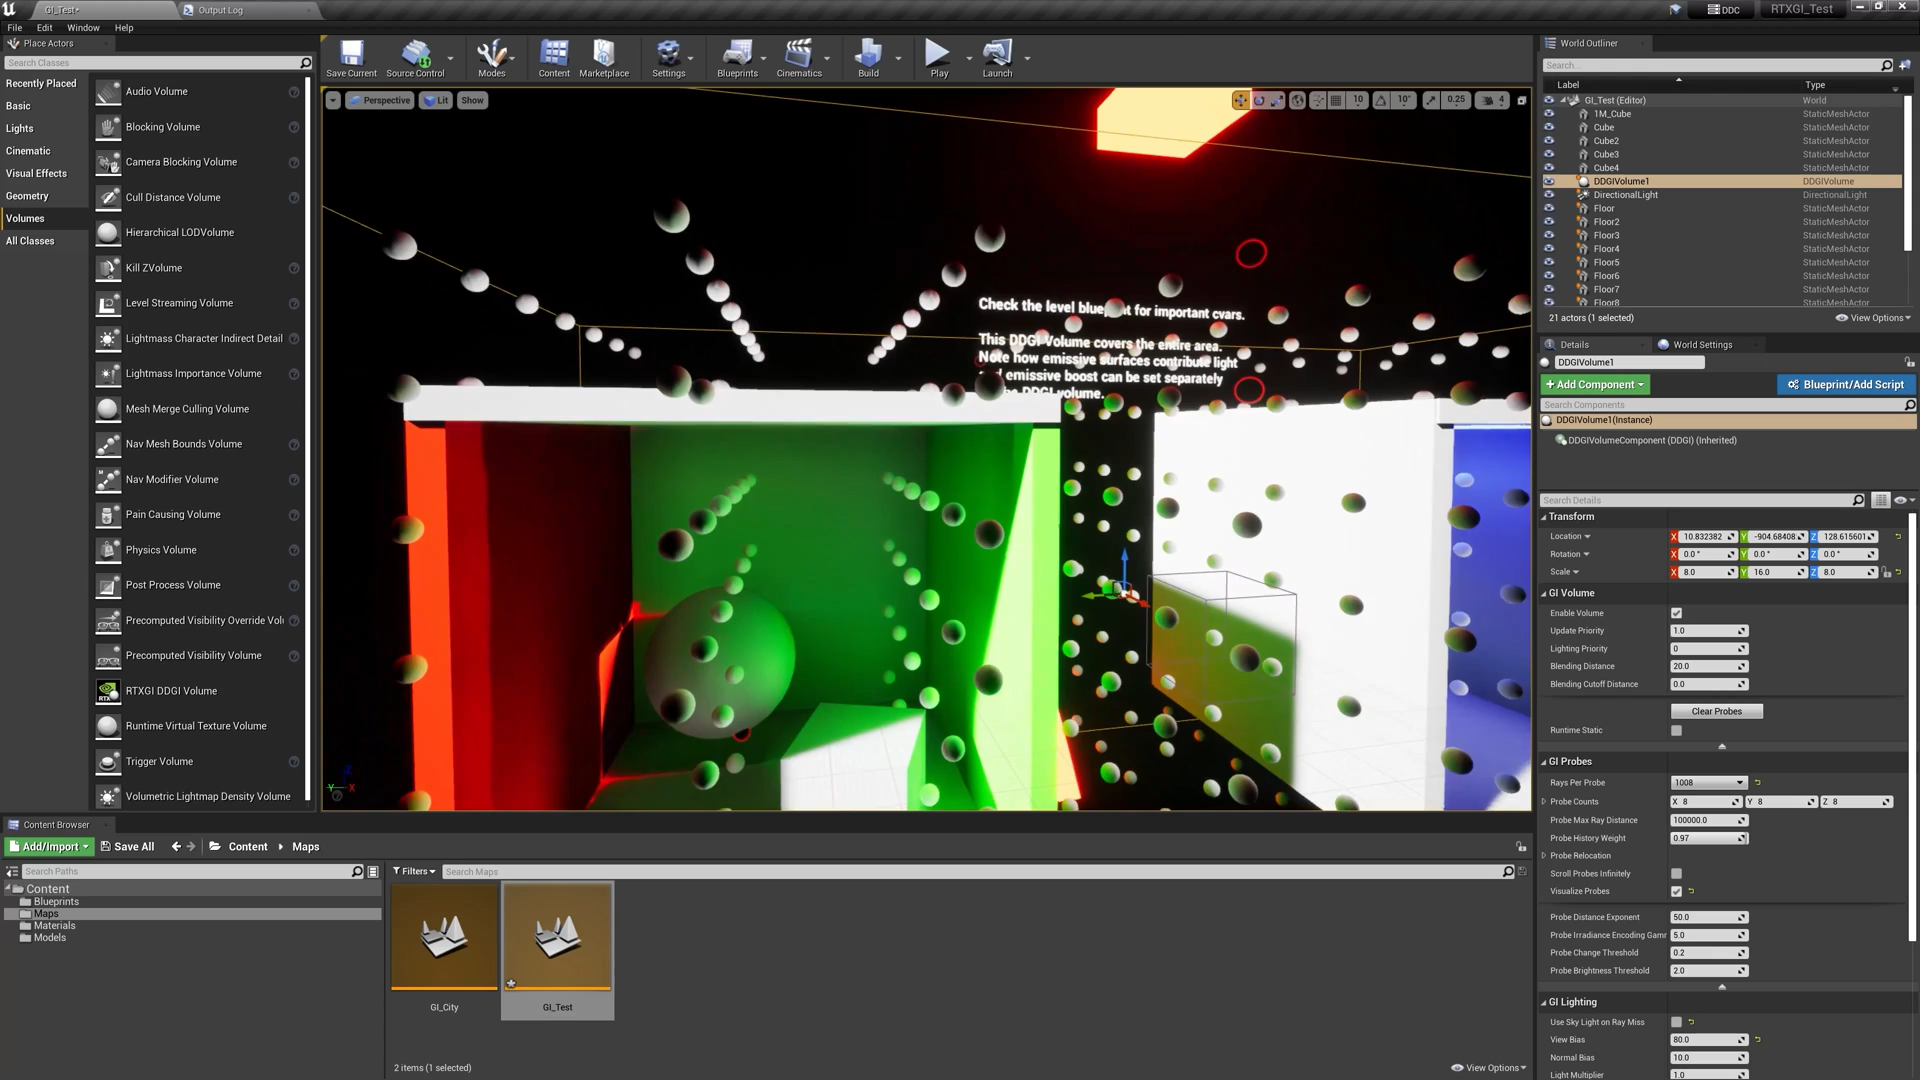 GI_Test•
Output Log
DDC
RTXGI_Test
File Edit Window Help
Place Actors
Search Classes
Recently Placed
Basic
Lights
Cinematic
Visual Effects
Geometry
Volumes
All Classes
Audio Volume
Blocking Volume
Camera Blocking Volume
Cull Distance Volume
Hierarchical LODVolume
Kill ZVolume
Level Streaming Volume
Lightmass Character Indirect Detail
Lightmass Importance Volume
Mesh Merge Culling Volume
Nav Mesh Bounds Volume
Nav Modifier Volume
Pain Causing Volume
Physics Volume
Post Process Volume
Precomputed Visibility Override Volu
Precomputed Visibility Volume
RTXGI DDGI Volume
Runtime Virtual Texture Volume
Trigger Volume
Volumetric Lightmap Density Volume
Save Current
Source Control
Modes
Content
Marketplace
Settings
Blueprints
Cinematics
Build
Play
Launch
Perspective
Lit
Show
10
10°
0.25
4
Check the level for important cvars.
This DDGI Volume covers the entire area.
Note how emissive surfaces contribute light
emissive boost can be set separately
DDGI volume.
World Outliner
Search...
Label Type
GI_Test (Editor) World
1M_Cube StaticMeshActor
Cube StaticMeshActor
Cube2 StaticMeshActor
Cube3 StaticMeshActor
Cube4 StaticMeshActor
DDGIVolume1 DDGIVolume
DirectionalLight DirectionalLight
Floor StaticMeshActor
Floor2 StaticMeshActor
Floor3 StaticMeshActor
Floor4 StaticMeshActor
Floor5 StaticMeshActor
Floor6 StaticMeshActor
Floor7 StaticMeshActor
Floor8 StaticMeshActor
21 actors (1 selected)
View Options
Details
World Settings
DDGIVolume1
+ Add Component
Blueprint/Add Script
Search Components
DDGIVolume1(Instance)
DDGIVolumeComponent (DDGI) (Inherited)
Search Details
Transform
Location X 10.832382 Y -904.68408 Z 128.615601
Rotation X 0.0° Y 0.0° Z 0.0°
Scale X 8.0 Y 16.0 Z 8.0
GI Volume
Enable Volume
Update Priority 1.0
Lighting Priority 0
Blending Distance 20.0
Blending Cutoff Distance 0.0
Clear Probes
Runtime Static
GI Probes
Rays Per Probe 1008
Probe Counts X 8 Y 8 Z 8
Probe Max Ray Distance 100000.0
Probe History Weight 0.97
Probe Relocation
Scroll Probes Infinitely
Visualize Probes
Probe Distance Exponent 50.0
Probe Irradiance Encoding Gamr 5.0
Probe Change Threshold 0.2
Probe Brightness Threshold 2.0
GI Lighting
Use Sky Light on Ray Miss
View Bias 80.0
Normal Bias 10.0
Light Multiplier 1.0
Content Browser
Add/Import
Save All
Content
Maps
Search Paths
Filters
Search Maps
Content
Blueprints
Maps
Materials
Models
GI_City
GI_Test
2 items (1 selected)
View Options